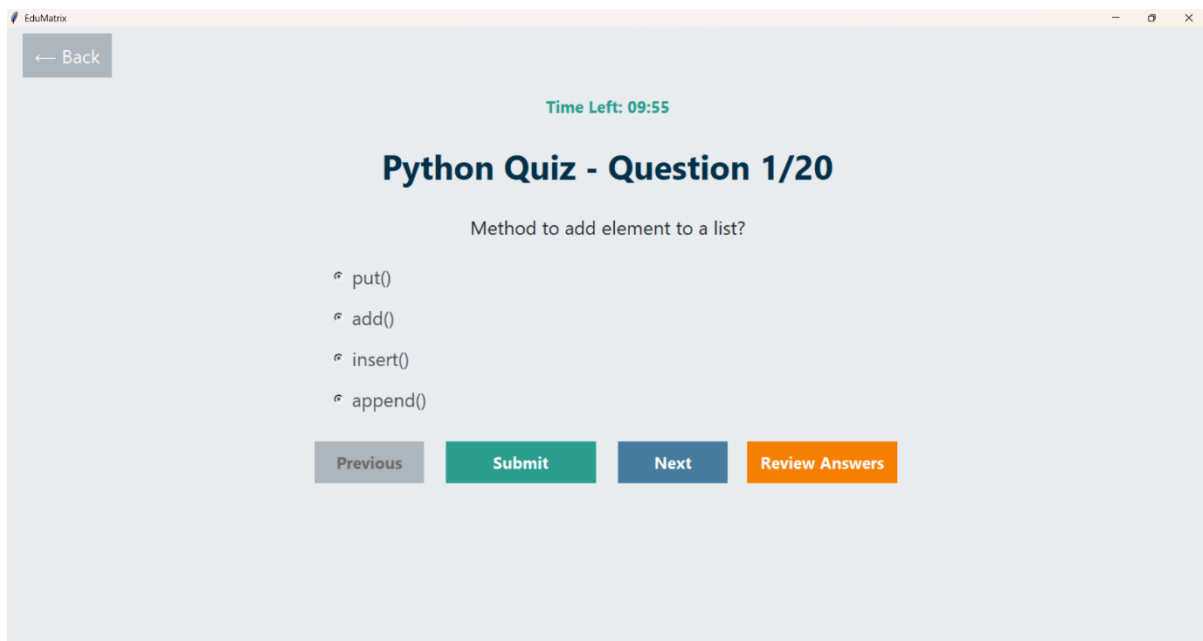 EduMatrix
← Back
Time Left: 09:55
Python Quiz - Question 1/20
Method to add element to a list?
put()
add()
insert()
append()
Previous Submit Next Review Answers